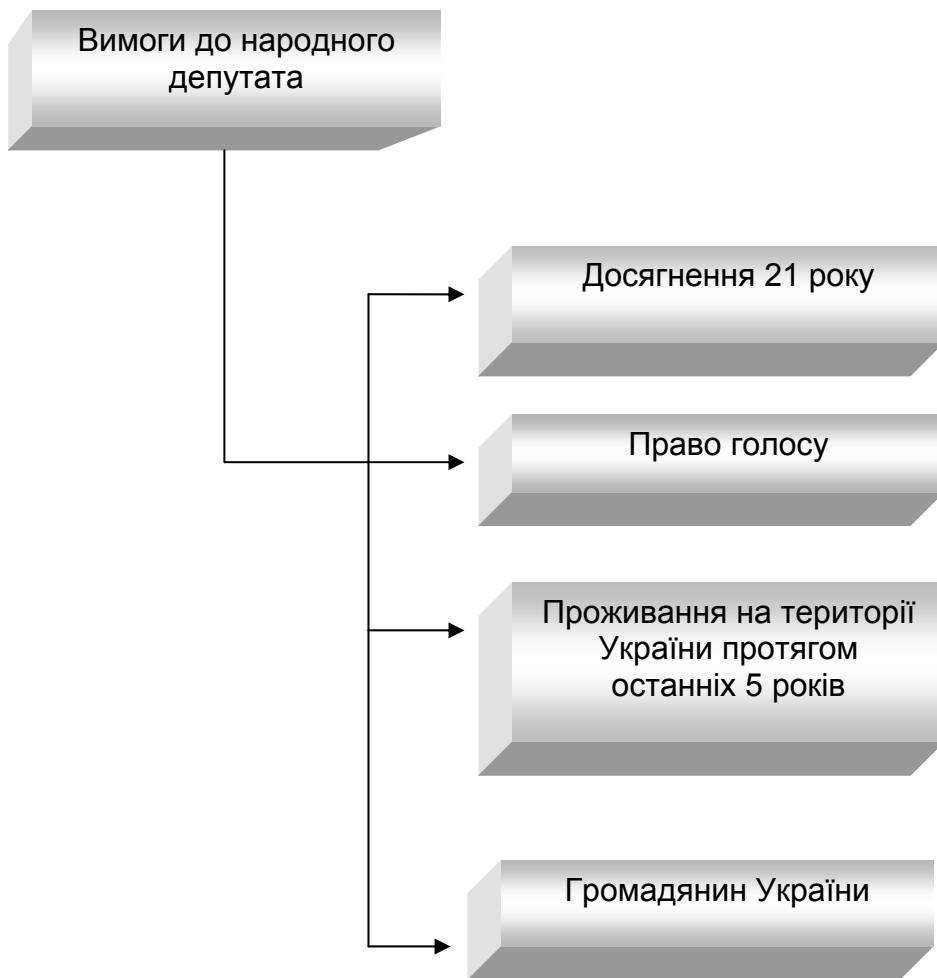 Вимоги до народного
депутата
Досягнення 21 року
Право голосу
Проживання на території
України протягом
останніх 5 років
Громадянин України